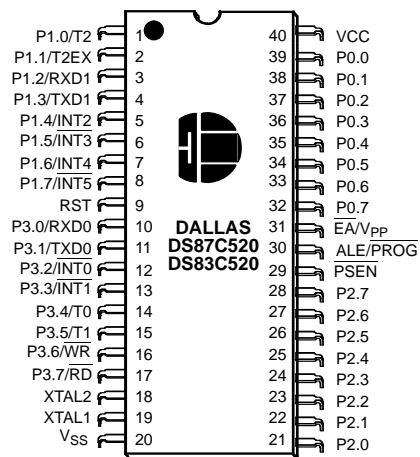 P1.0/T2 1 40 VCC
P1.1/T2EX 2 39 P0.0
P1.2/RXD1 3 38 P0.1
P1.3/TXD1 4 37 P0.2
P1.4/INT2 5 36 P0.3
P1.5/INT3 6 35 P0.4
P1.6/INT4 7 34 P0.5
P1.7/INT5 8 33 P0.6
RST 9 32 P0.7
P3.0/RXD0 10 DALLAS 31 EA/VPP
P3.1/TXD0 11 DS87C520 30 ALE/PROG
P3.2/INT0 12 DS83C520 29 PSEN
P3.3/INT1 13 28 P2.7
P3.4/T0 14 27 P2.6
P3.5/T1 15 26 P2.5
P3.6/WR 16 25 P2.4
P3.7/RD 17 24 P2.3
XTAL2 18 23 P2.2
XTAL1 19 22 P2.1
VSS 20 21 P2.0